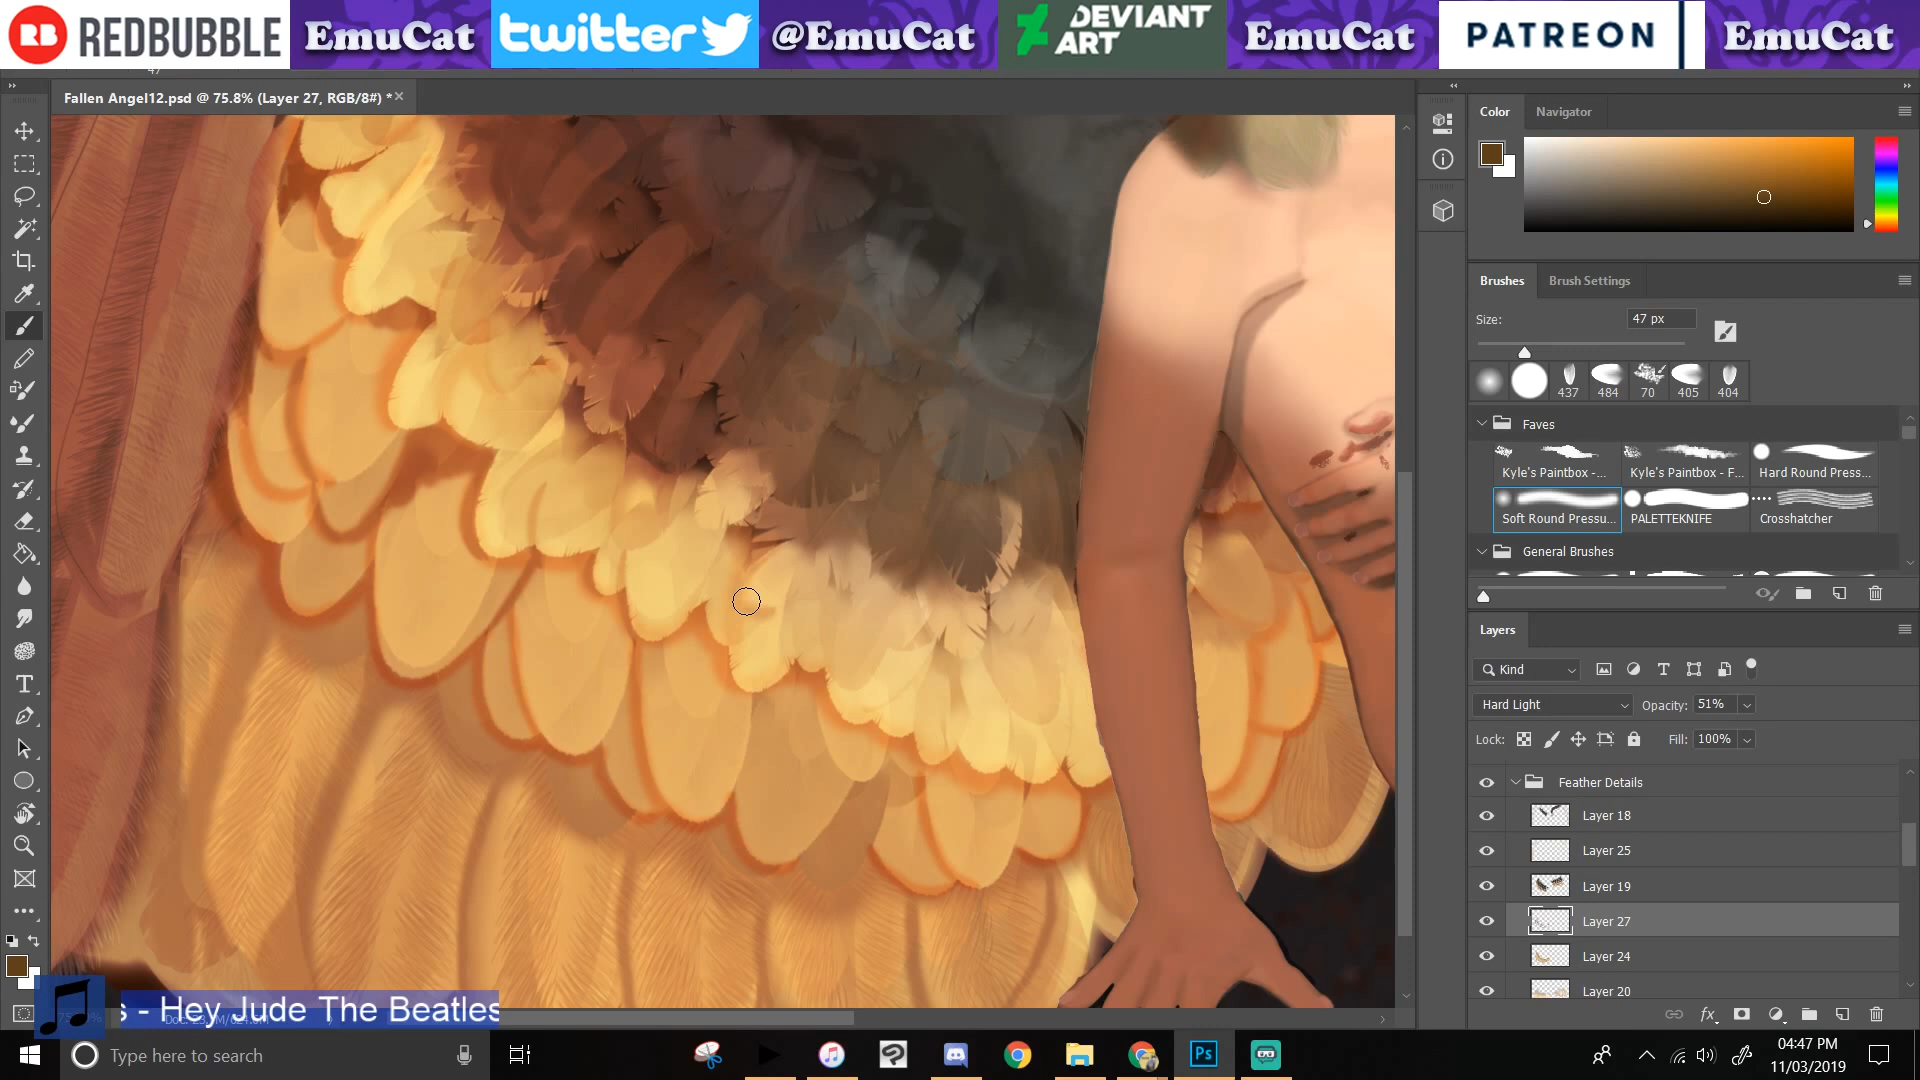 REDBUBBLE EmuCat twitter @EmuCat DEVIANT ART EmuCat PATREON EmuCat
47
Fallen Angel12.psd @ 75.8% (Layer 27, RGB/8#) *
Color Navigator
Brushes Brush Settings
Size: 47 px
437 484 70 405 404
Faves
Kyle's Paintbox -... Kyle's Paintbox - F... Hard Round Press...
Soft Round Pressu... PALETTEKNIFE Crosshatcher
General Brushes
Layers
Kind
Hard Light Opacity: 51%
Lock: Fill: 100%
Feather Details
Layer 18
Layer 25
Layer 19
Layer 27
Layer 24
Layer 20
s - Hey Jude The Beatles
Type here to search
Ps
04:47 PM
11/03/2019